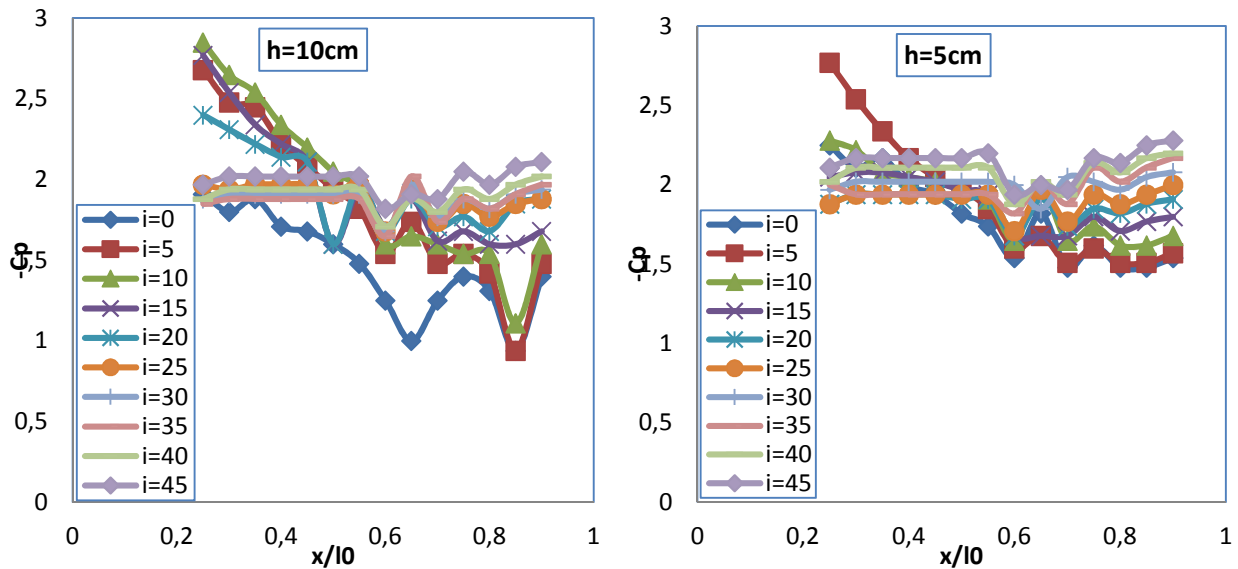 h=10cm
3
2,5
2
1,5
1
0,5
0
-Cp
i=0
i=5
i=10
i=15
i=20
i=25
i=30
i=35
i=40
i=45
0 0,2 0,4 0,6 0,8 1
x/l0
h=5cm
3
2,5
2
1,5
1
0,5
0
-Cp
i=0
i=5
i=10
i=15
i=20
i=25
i=30
i=35
i=40
i=45
0 0,2 0,4 0,6 0,8 1
x/l0